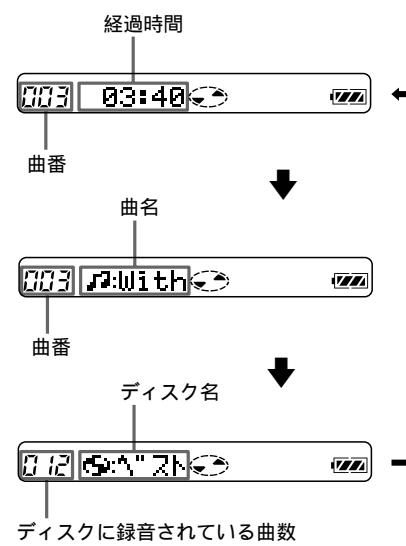 経過時間
003 03:40
曲番
曲名
003 :With
曲番
ディスク名
012 :ベスト
ディスクに録音されている曲数